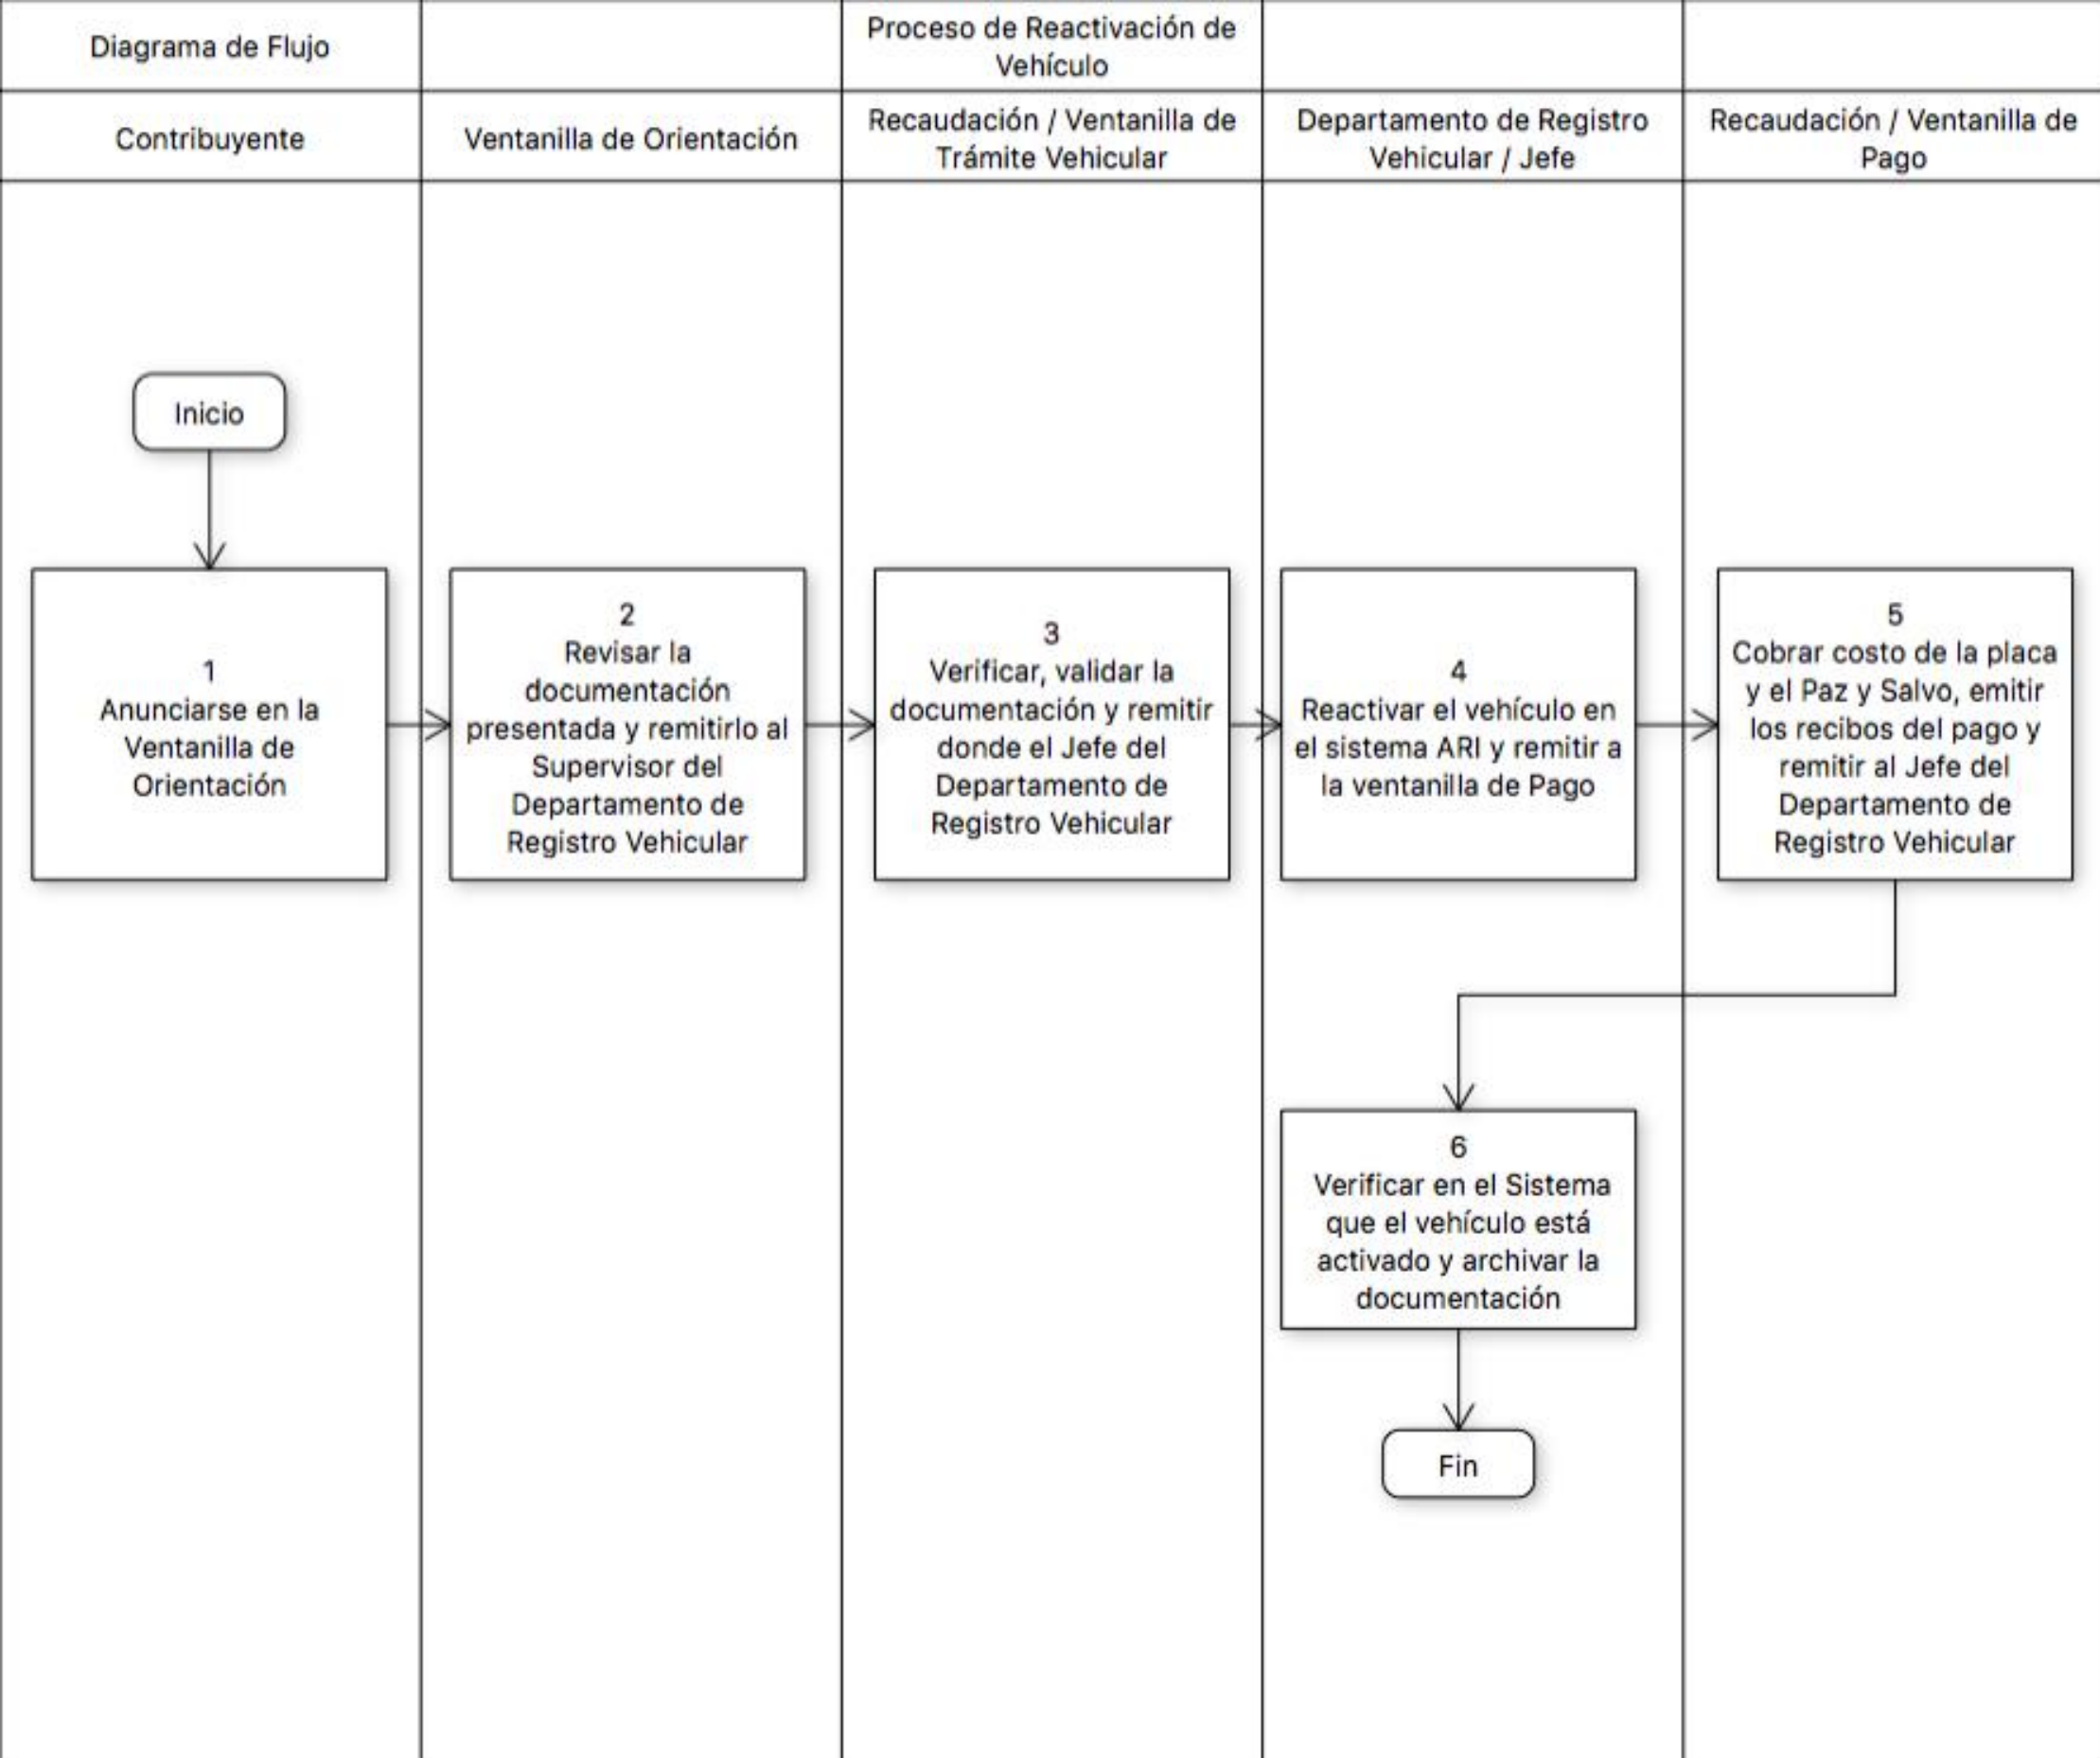 Diagrama de Flujo
Proceso de Reactivación de
Vehículo
Contribuyente
Ventanilla de Orientación
Recaudación / Ventanilla de
Trámite Vehicular
Departamento de Registro
Vehicular / Jefe
Recaudación / Ventanilla de
Pago
Inicio
1
Anunciarse en la
Ventanilla de
Orientación
2
Revisar la
documentación
presentada y remitirlo al
Supervisor del
Departamento de
Registro Vehicular
3
Verificar, validar la
documentación y remitir
donde el Jefe del
Departamento de
Registro Vehicular
4
Reactivar el vehículo en
el sistema ARI y remitir a
la ventanilla de Pago
5
Cobrar costo de la placa
y el Paz y Salvo, emitir
los recibos del pago y
remitir al Jefe del
Departamento de
Registro Vehicular
6
Verificar en el Sistema
que el vehículo está
activado y archivar la
documentación
Fin